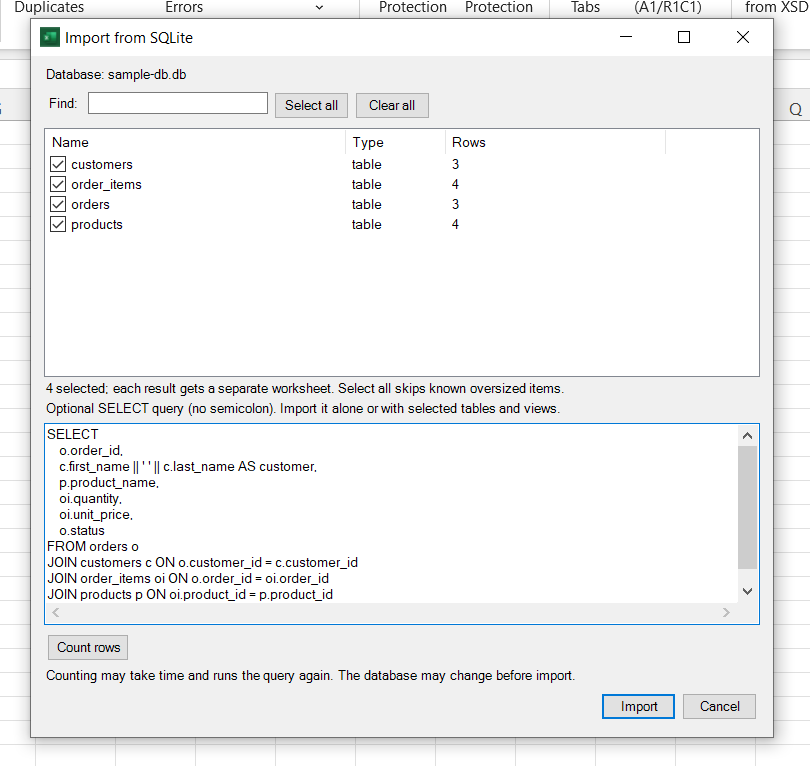 Duplicates Errors Protection Protection Tabs (A1/R1C1) from XSD
Import from SQLite
Database: sample-db.db
Find: Select all Clear all
Q
Name Type Rows
customers table 3
order_items table 4
orders table 3
products table 4
4 selected; each result gets a separate worksheet. Select all skips known oversized items.
Optional SELECT query (no semicolon). Import it alone or with selected tables and views.
SELECT
o.order_id,
c.first_name || ' ' || c.last_name AS customer,
p.product_name,
oi.quantity,
oi.unit_price,
o.status
FROM orders o
JOIN customers c ON o.customer_id = c.customer_id
JOIN order_items oi ON o.order_id = oi.order_id
JOIN products p ON oi.product_id = p.product_id
Count rows
Counting may take time and runs the query again. The database may change before import.
Import Cancel